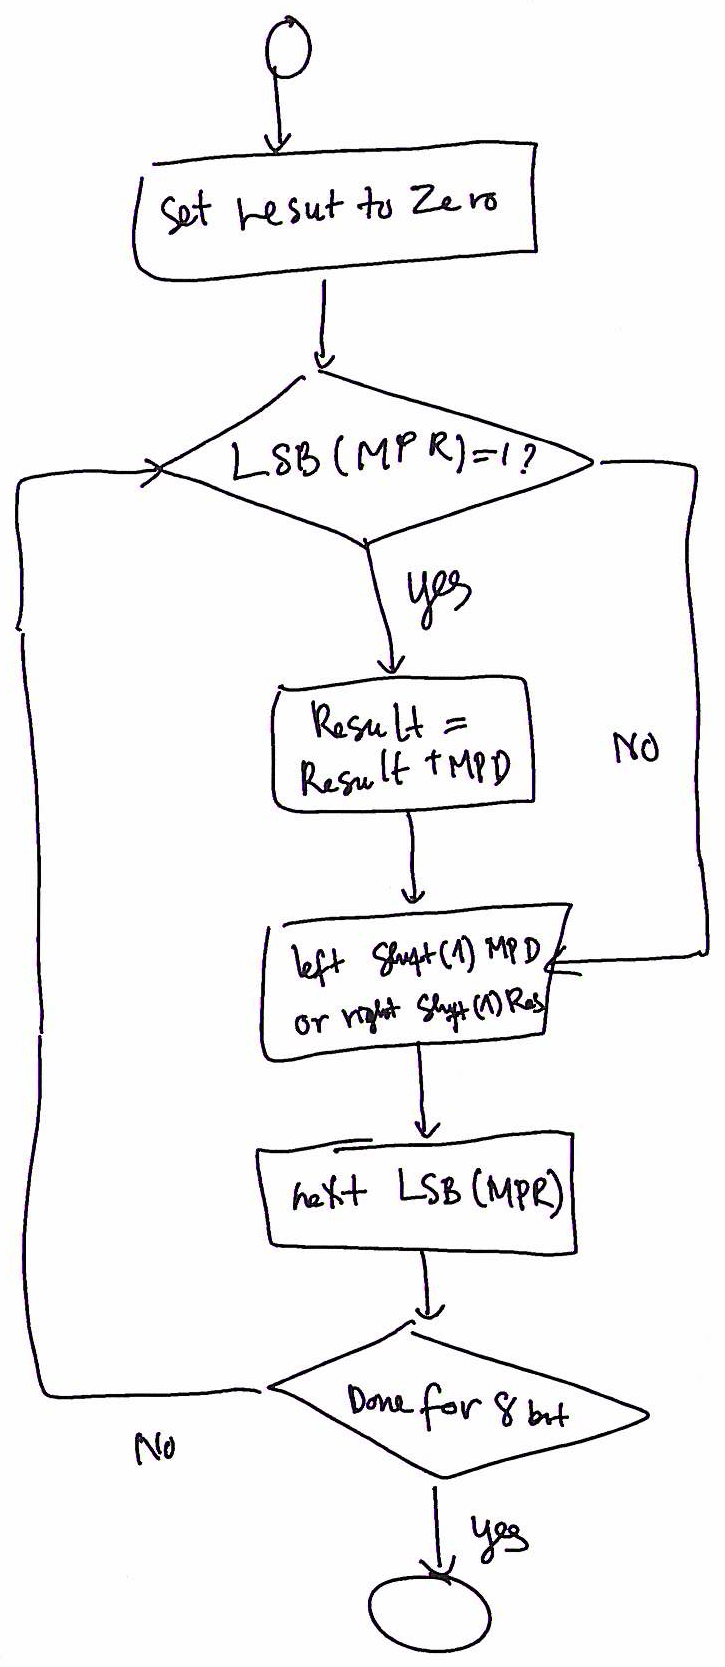 Set resut to Zero
LSB(MPR)=1?
yes
Result =
Result +MPD
NO
left Shift(1) MPD
or right Shift(1) Res
next LSB(MPR)
Done for 8 bit
No
yes